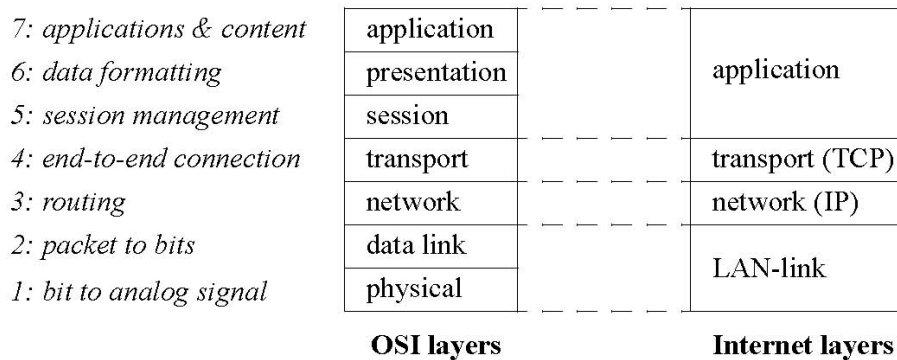 7: applications & content application
6: data formatting presentation application
5: session management session
4: end-to-end connection transport transport (TCP)
3: routing network network (IP)
2: packet to bits data link
LAN-link
1: bit to analog signal physical
OSI layers Internet layers